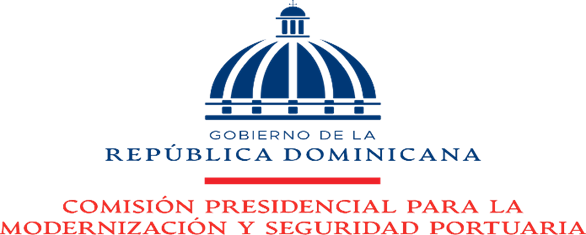 GOBIERNO DE LA
REPÚBLICA DOMINICANA
COMISIÓN PRESIDENCIAL PARA LA
MODERNIZACIÓN Y SEGURIDAD PORTUARIA